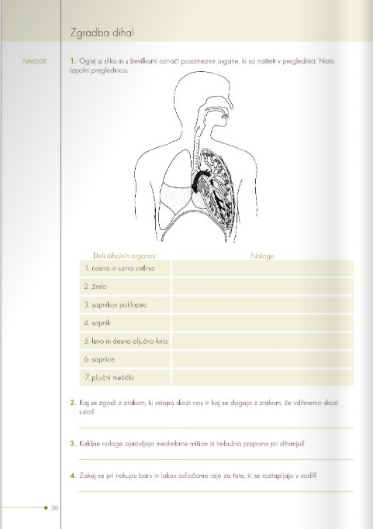 Zgradba dihal
NALOGE
1. Oglej si sliko in s številkami označi posamezne organe, ki so našteti v preglednici. Nato
izpolni preglednico.
Deli dihalnih organov Naloge
1. nosna in ustna votlina
2. žrelo
3. sapnikov poklopec
4. sapnik
5. levo in desno pljučno krilo
6. sapnice
7. pljučni mešički
2. Kaj se zgodi z zrakom, ki vstopa skozi nos in kaj se dogaja z zrakom, če vdihnemo skozi
usta?
3. Kakšne naloge opravljajo medrebrne mišice in trebušna prepona pri dihanju?
4. Zakaj se pri nakupu barv in lakov odločamo raje za tiste, ki se raztapljajo v vodi?
36